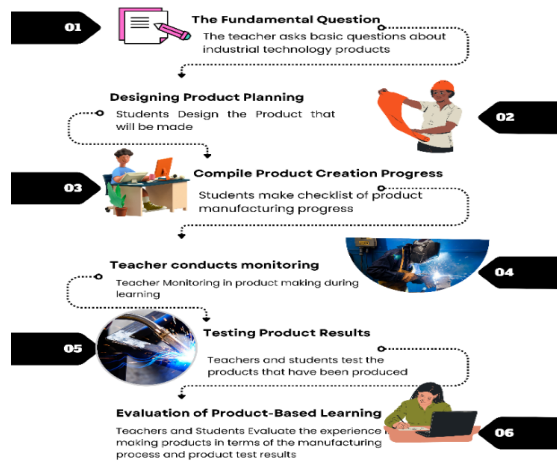 01
The Fundamental Question
The teacher asks basic questions about
industrial technology products
Designing Product Planning
Students Design the Product that
will be made
02
03
Compile Product Creation Progress
Students make checklist of product
manufacturing progress
Teacher conducts monitoring
Teacher Monitoring in product making during
learning
04
05
Testing Product Results
Teachers and students test the
products that have been produced
Evaluation of Product-Based Learning
Teachers and Students Evaluate the experience
making products in terms of the manufacturing
process and product test results
06